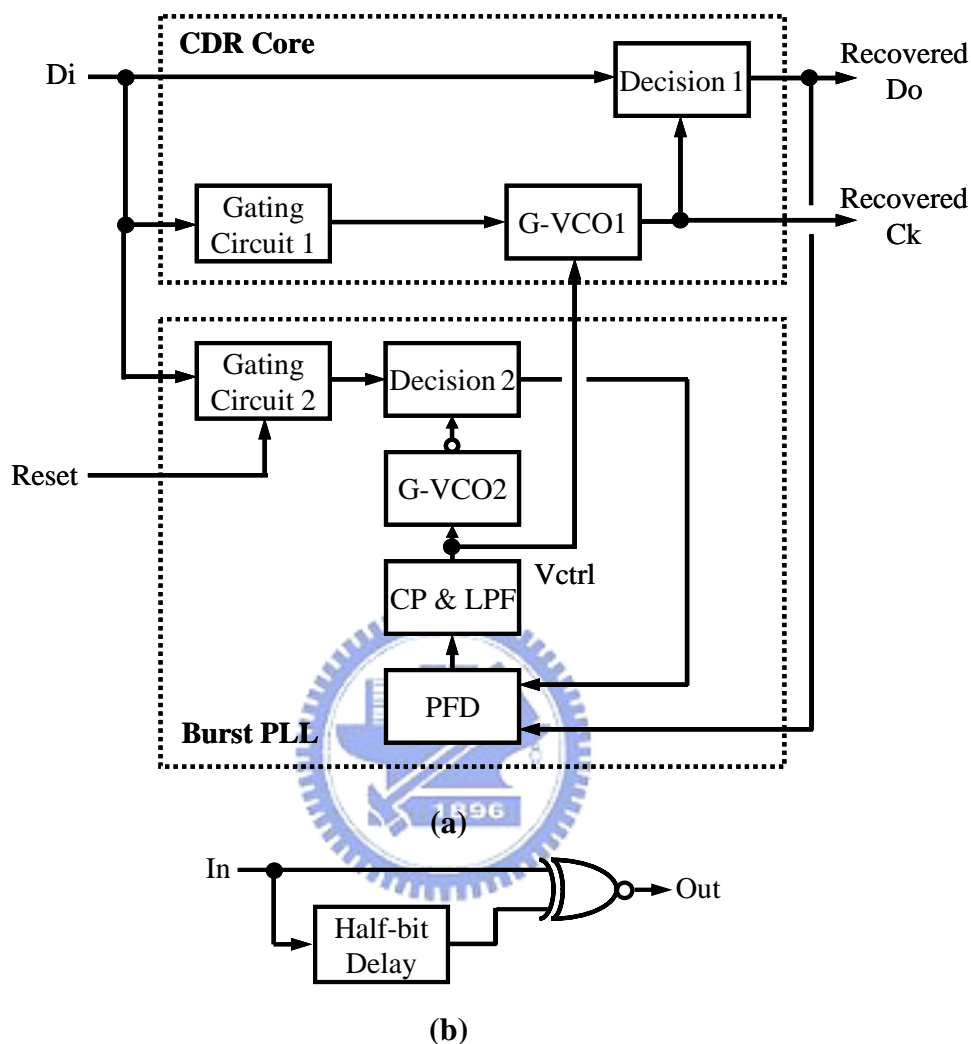 CDR Core
Di
Decision 1
Recovered
Do
Gating
Circuit 1
G-VCO1
Recovered
Ck
Gating
Circuit 2
Decision 2
Reset
G-VCO2
Vctrl
CP & LPF
PFD
Burst PLL
1896
(a)
In
Out
Half-bit
Delay
(b)